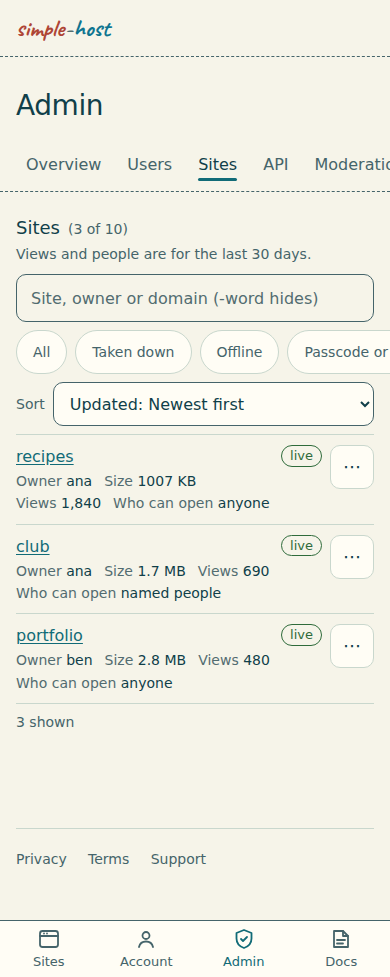 simple-host
Admin
Overview Users Sites API Moderatio
Sites (3 of 10)
Views and people are for the last 30 days.
Site, owner or domain (-word hides)
All Taken down Offline Passcode or
Sort Updated: Newest first
recipes live ...
Owner ana Size 1007 KB
Views 1,840 Who can open anyone
club live ...
Owner ana Size 1.7 MB Views 690
Who can open named people
portfolio live ...
Owner ben Size 2.8 MB Views 480
Who can open anyone
3 shown
Privacy Terms Support
Sites Account Admin Docs